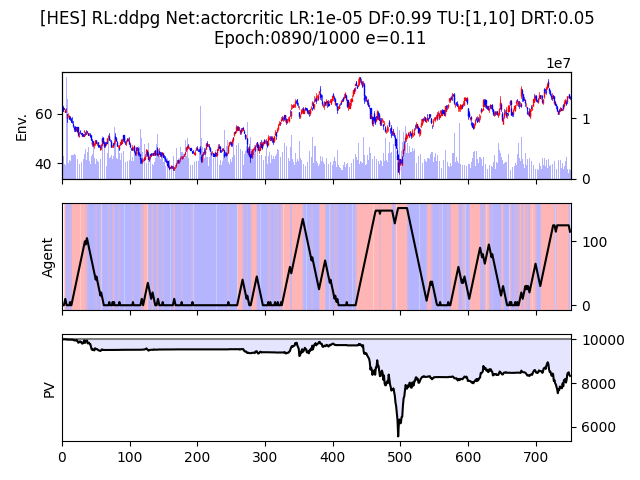 [HES] RL:ddpg Net:actorcritic LR:1e-05 DF:0.99 TU:[1,10] DRT:0.05
Epoch:0890/1000 e=0.11
1e7
Env.
60
40
1
0
Agent
100
0
PV
10000
8000
6000
0 100 200 300 400 500 600 700